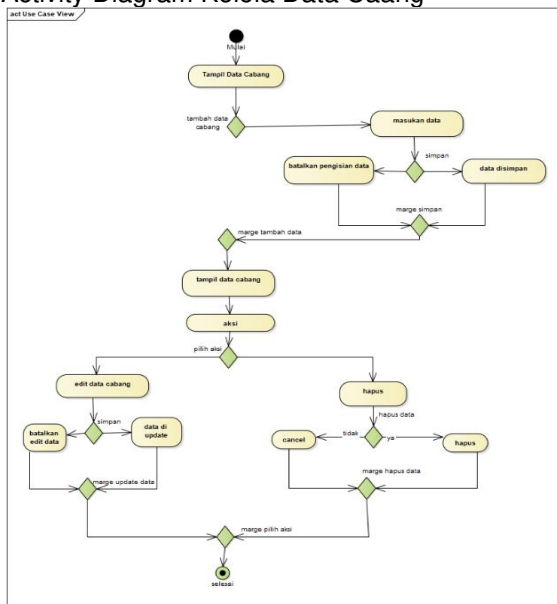 Activity Diagram Kelola Data Caang
act Use Case View
Mulai
Tampil Data Cabang
tambah data
cabang
masukan data
simpan
batalkan pengisian data
data disimpan
marge simpan
marge tambah data
tampil data cabang
aksi
pilih aksi
edit data cabang
simpan
batalkan
edit data
data di
update
marge update data
hapus
hapus data
tidak
ya
cancel
hapus
marge hapus data
marge pilih aksi
selesai